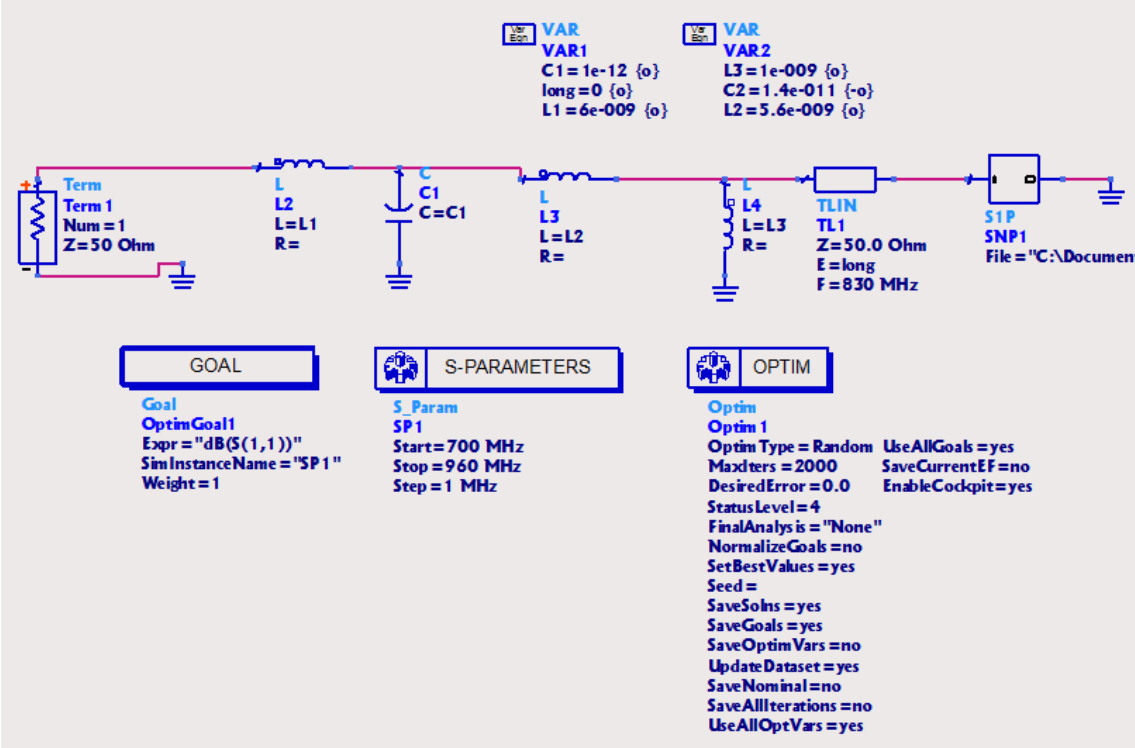 Var Eqn VAR
VAR1
C1=1e-12 {o}
long=0 {o}
L1=6e-009 {o}
Var Eqn VAR
VAR2
L3=1e-009 {o}
C2=1.4e-011 {-o}
L2=5.6e-009 {o}
+
Term
Term1
Num=1
Z=50 Ohm
-
L
L2
L=L1
R=
C
C1
C=C1
L
L3
L=L2
R=
L
L4
L=L3
R=
TLIN
TL1
Z=50.0 Ohm
E=long
F=830 MHz
S1P
SNP1
File="C:\Documen
GOAL
Goal
OptimGoal1
Expr="dB(S(1,1))"
SimInstanceName="SP1"
Weight=1
S-PARAMETERS
S_Param
SP1
Start=700 MHz
Stop=960 MHz
Step=1 MHz
OPTIM
Optim
Optim1
OptimType=Random UseAllGoals=yes
MaxIters=2000 SaveCurrentEF=no
DesiredError=0.0 EnableCockpit=yes
StatusLevel=4
FinalAnalysis="None"
NormalizeGoals=no
SetBestValues=yes
Seed=
SaveSolns=yes
SaveGoals=yes
SaveOptimVars=no
UpdateDataset=yes
SaveNominal=no
SaveAllIterations=no
UseAllOptVars=yes